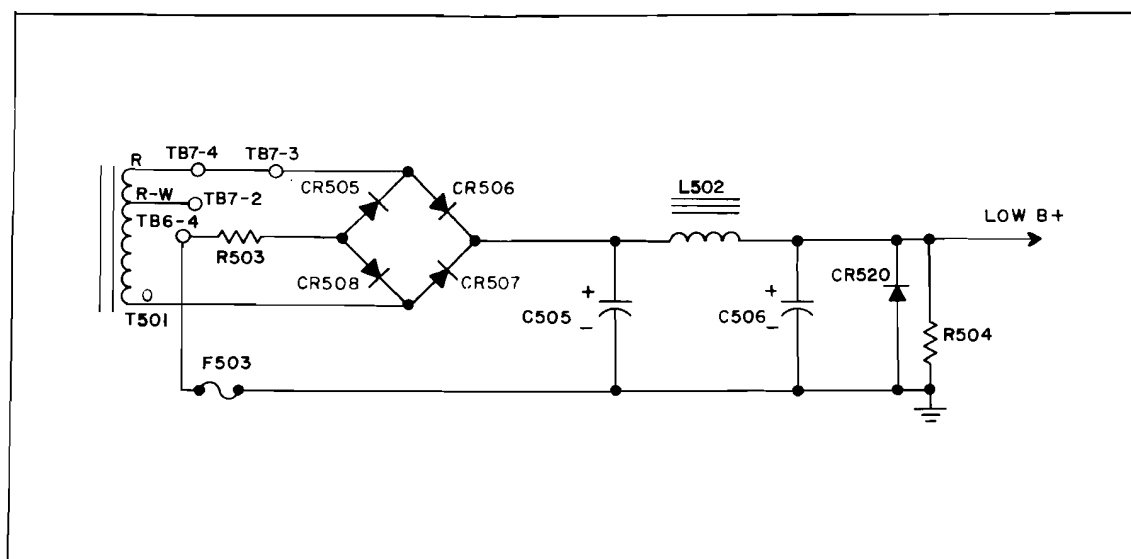 R
TB7-4
TB7-3
R-W
TB7-2
TB6-4
R503
O
T501
F503
CR505
CR506
CR508
CR507
L502
LOW B+
+
C505
-
+
C506
-
CR520
R504